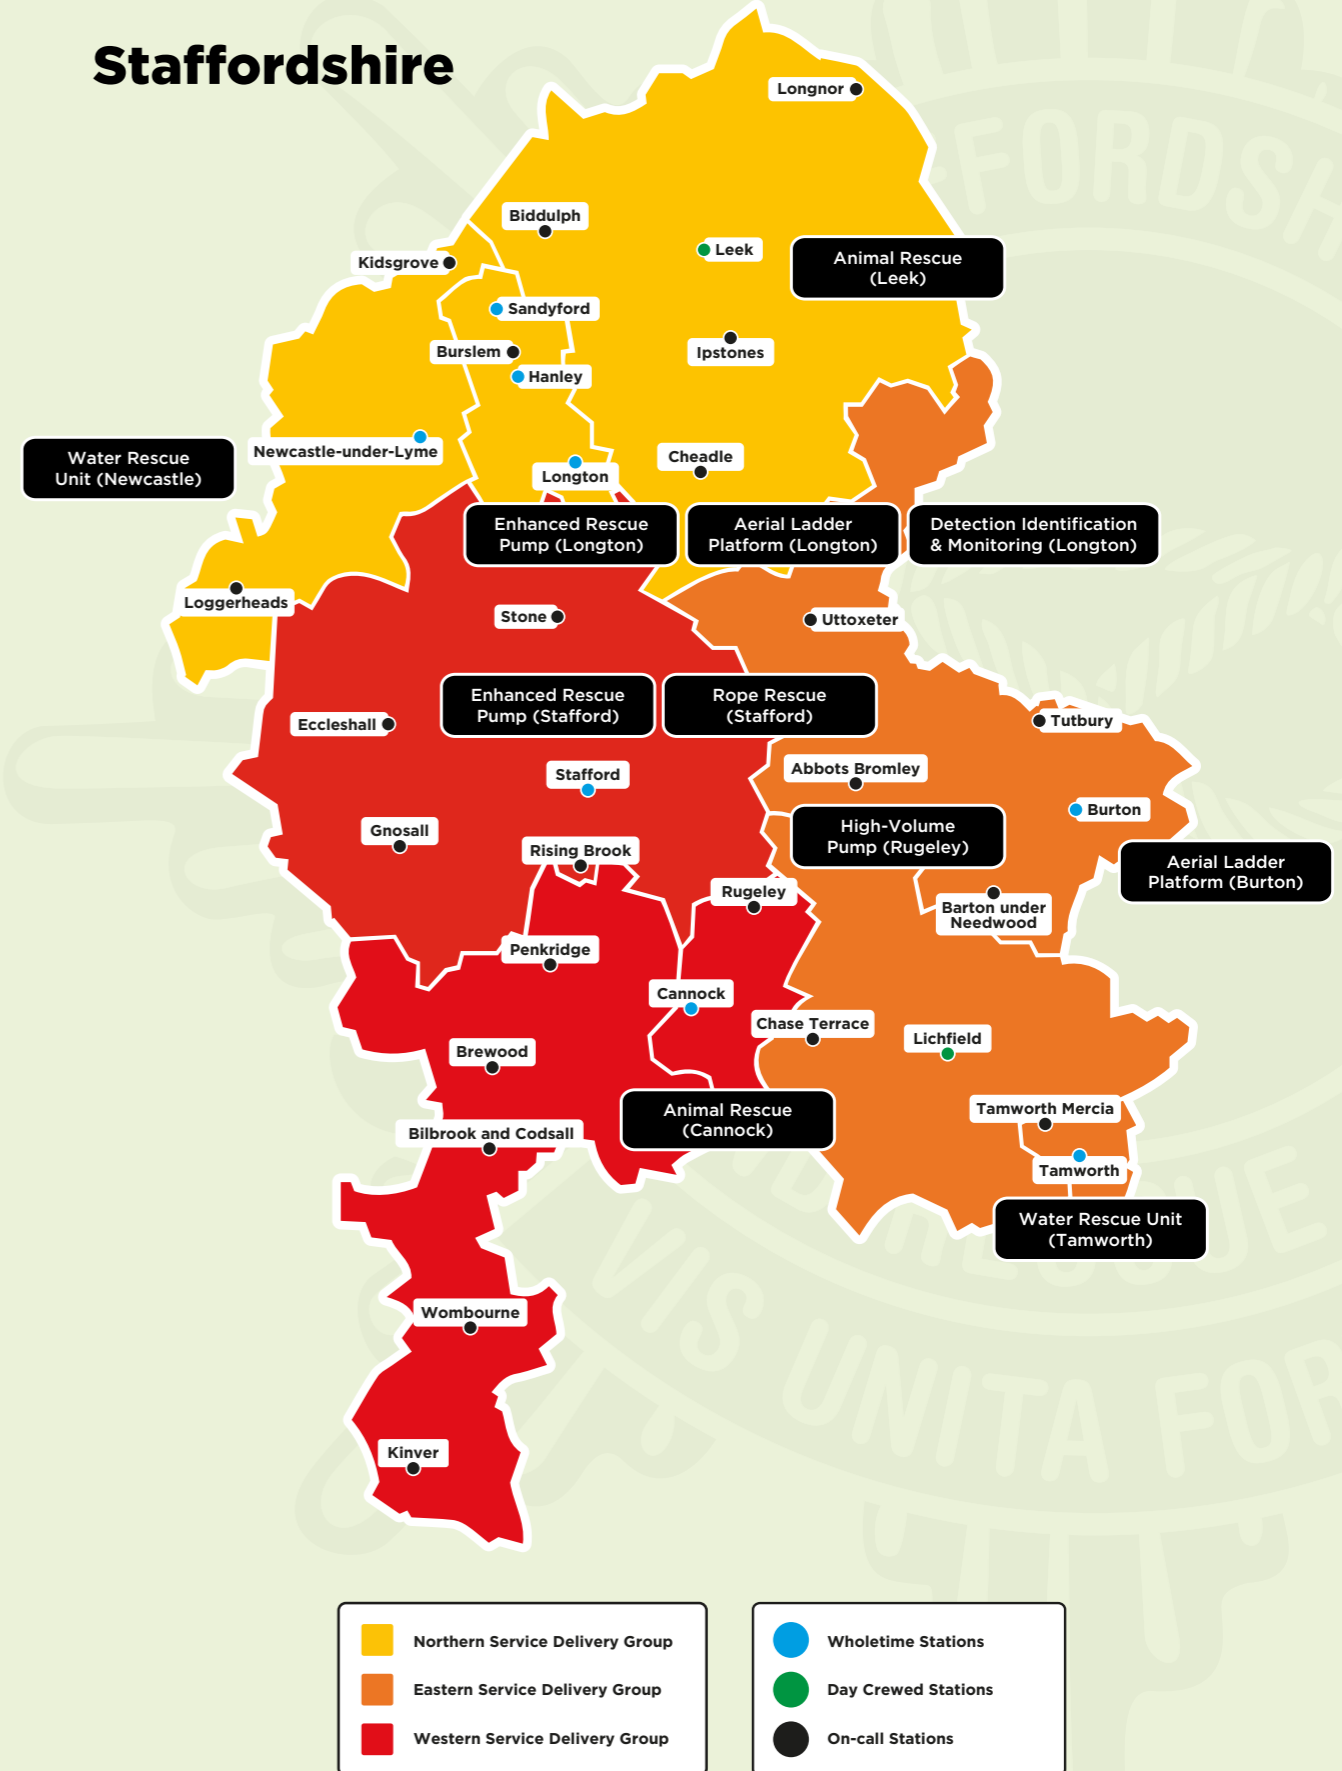 Staffordshire
Longnor
Biddulph
Leek
Animal Rescue
(Leek)
Kidsgrove
Sandyford
Burslem
Ipstones
Hanley
Newcastle-under-Lyme
Water Rescue
Unit (Newcastle)
Cheadle
Longton
Enhanced Rescue
Pump (Longton)
Aerial Ladder
Platform (Longton)
Detection Identification
& Monitoring (Longton)
Loggerheads
Stone
Uttoxeter
Enhanced Rescue
Pump (Stafford)
Rope Rescue
(Stafford)
Eccleshall
Tutbury
Stafford
Abbots Bromley
Burton
Gnosall
High-Volume
Pump (Rugeley)
Rising Brook
Aerial Ladder
Platform (Burton)
Rugeley
Barton under
Needwood
Penkridge
Cannock
Chase Terrace
Lichfield
Brewood
Animal Rescue
(Cannock)
Tamworth Mercia
Bilbrook and Codsall
Tamworth
Water Rescue Unit
(Tamworth)
Wombourne
Kinver
VIS UNITA FOR
Northern Service Delivery Group
Eastern Service Delivery Group
Western Service Delivery Group
Wholetime Stations
Day Crewed Stations
On-call Stations